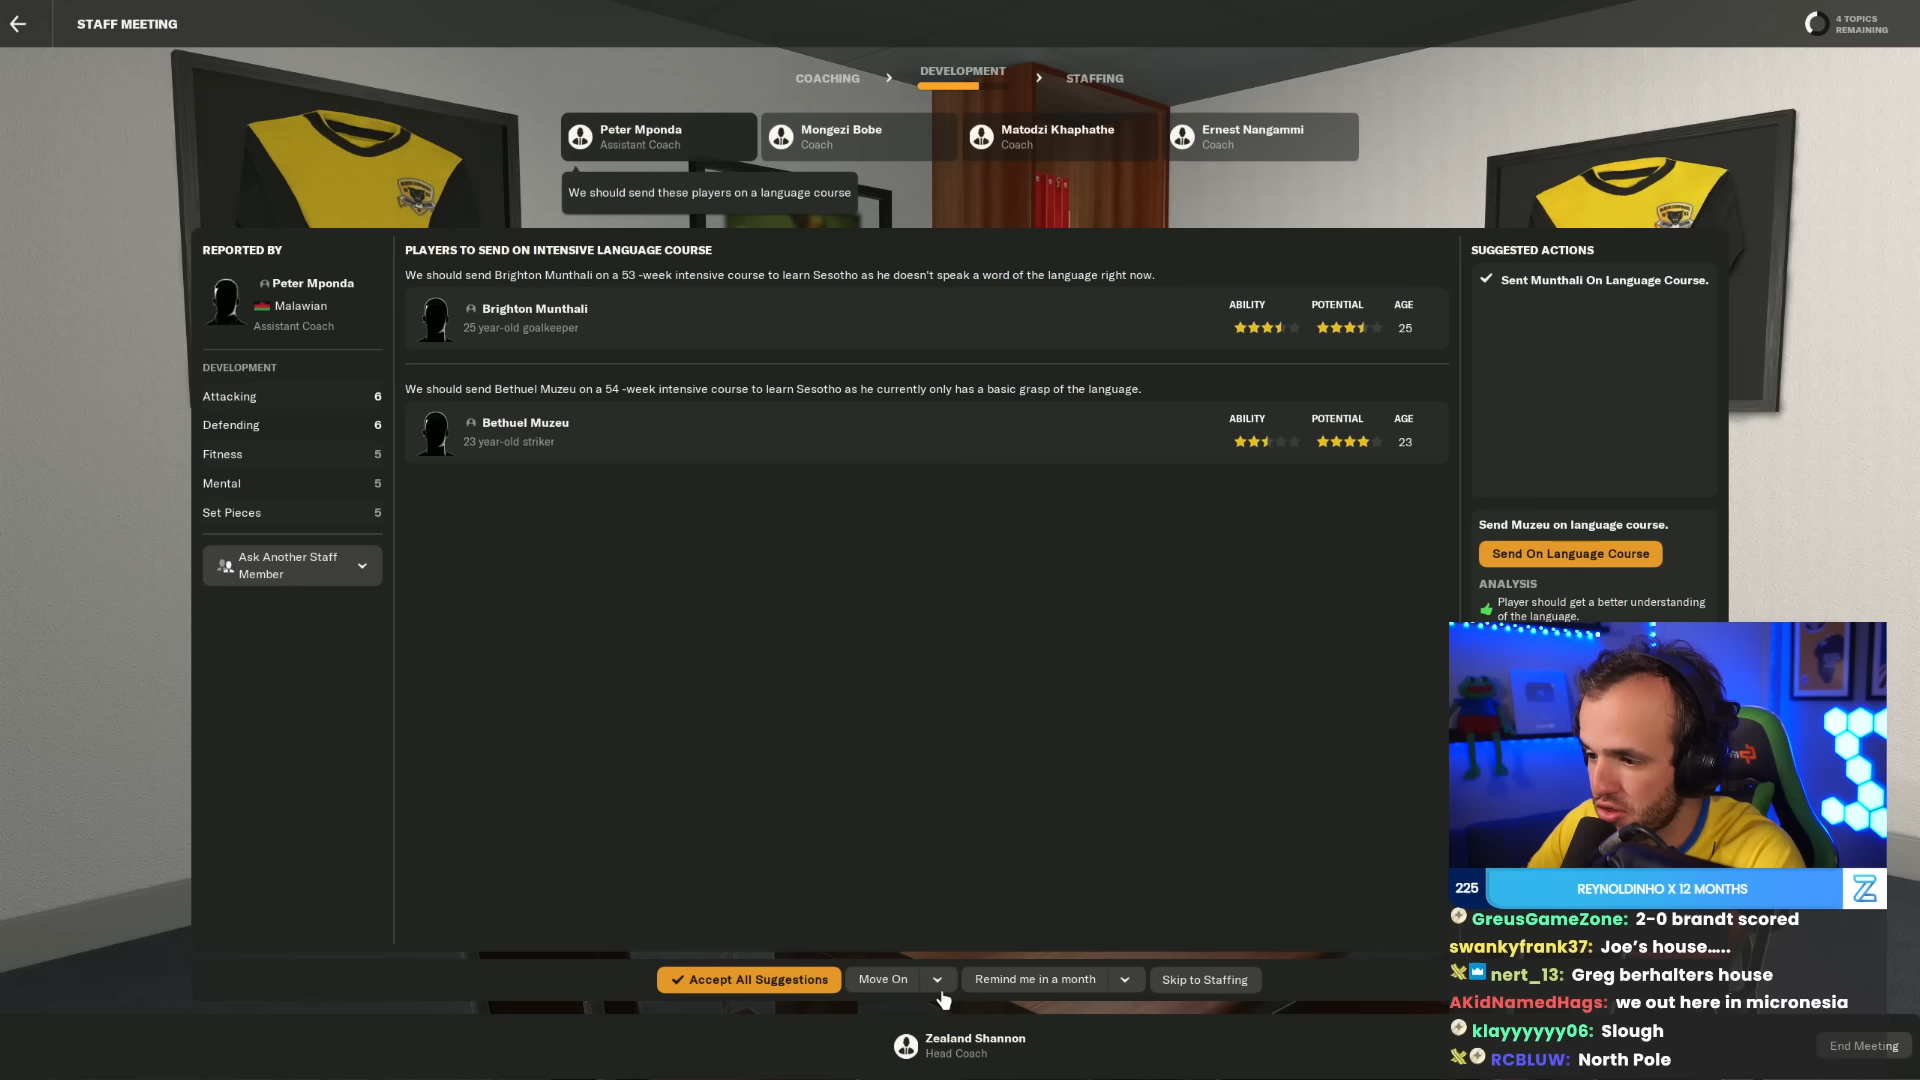 STAFF MEETING
4 TOPICS
REMAINING
COACHING
DEVELOPMENT
STAFFING
Peter Mponda
Assistant Coach
Mongezi Bobe
Coach
Matodzi Khaphathe
Coach
Ernest Nangammi
Coach
We should send these players on a language course
REPORTED BY
Peter Mponda
Malawian
Assistant Coach
DEVELOPMENT
Attacking 6
Defending 6
Fitness 5
Mental 5
Set Pieces 5
Ask Another Staff
Member
PLAYERS TO SEND ON INTENSIVE LANGUAGE COURSE
We should send Brighton Munthali on a 53 -week intensive course to learn Sesotho as he doesn't speak a word of the language right now.
Brighton Munthali
25 year-old goalkeeper
ABILITY POTENTIAL AGE
25
We should send Bethuel Muzeu on a 54 -week intensive course to learn Sesotho as he currently only has a basic grasp of the language.
Bethuel Muzeu
23 year-old striker
ABILITY POTENTIAL AGE
23
SUGGESTED ACTIONS
Sent Munthali On Language Course.
Send Muzeu on language course.
Send On Language Course
ANALYSIS
Player should get a better understanding
of the language.
225 REYNOLDINHO X 12 MONTHS
GreusGameZone: 2-0 brandt scored
swankyfrank37: Joe's house.....
nert_13: Greg berhalters house
AKidNamedHags: we out here in micronesia
klayyyyyy06: Slough
RCBLUW: North Pole
Accept All Suggestions
Move On
Remind me in a month
Skip to Staffing
Zealand Shannon
Head Coach
End Meeting